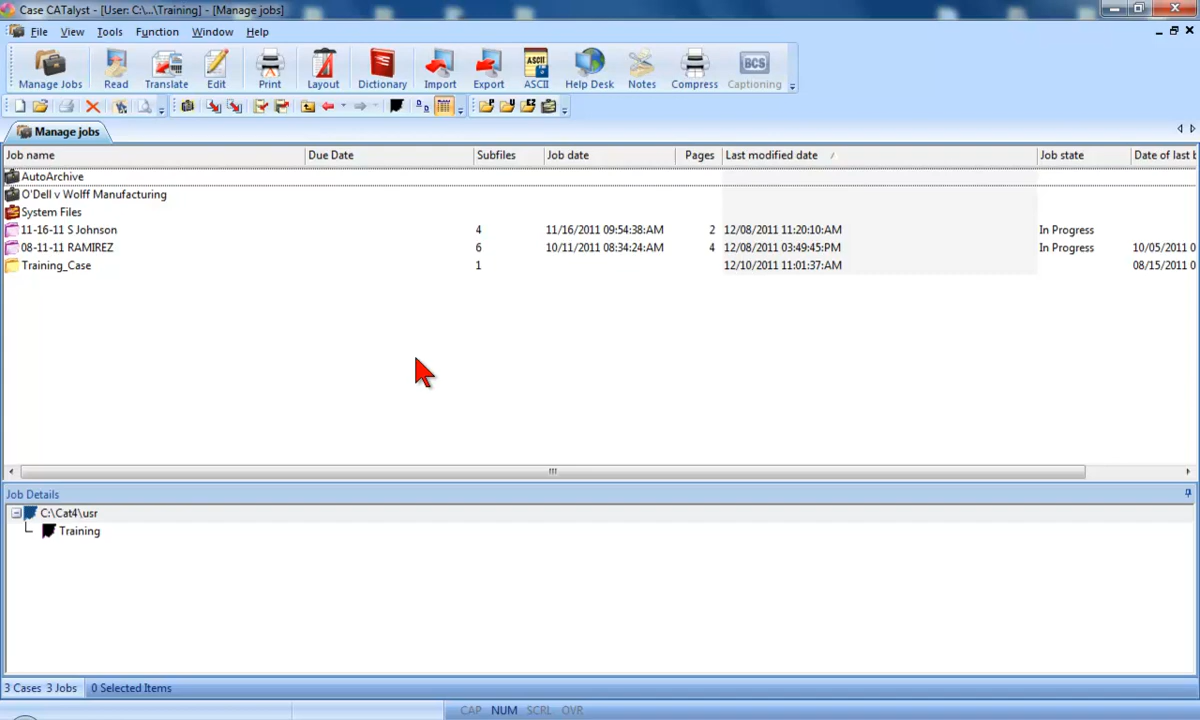 Case CATalyst - [User: C:\...\Training] - [Manage jobs]
File View Tools Function Window Help
Manage Jobs Read Translate Edit Print Layout Dictionary Import Export ASCII Help Desk Notes Compress Captioning
Manage jobs
Job name Due Date Subfiles Job date Pages Last modified date Job state Date of last
AutoArchive
O'Dell v Wolff Manufacturing
System Files
11-16-11 S Johnson 4 11/16/2011 09:54:38:AM 2 12/08/2011 11:20:10:AM In Progress
08-11-11 RAMIREZ 6 10/11/2011 08:34:24:AM 4 12/08/2011 03:49:45:PM In Progress 10/05/2011 0
Training_Case 1 12/10/2011 11:01:37:AM 08/15/2011 0
Job Details
C:\Cat4\usr
Training
3 Cases 3 Jobs 0 Selected Items
CAP NUM SCRL OVR